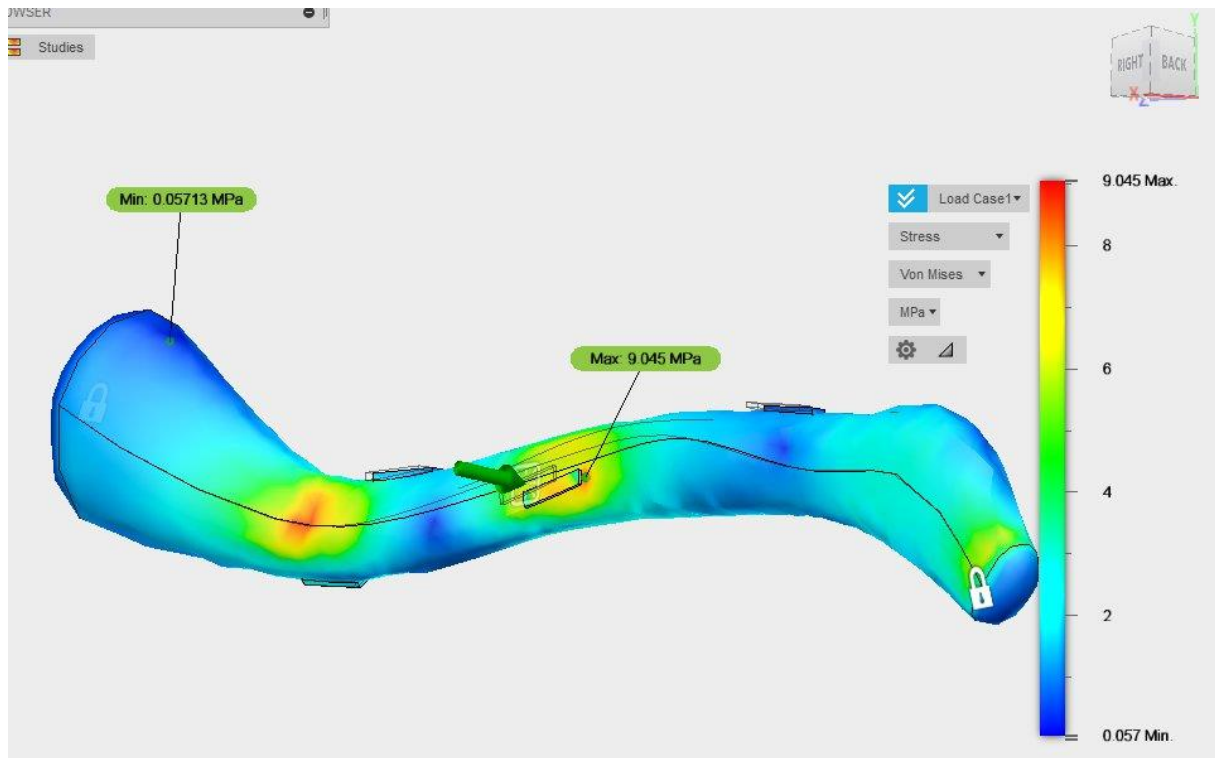 OWSER
Studies
RIGHT BACK
Y
X
Z
Min: 0.05713 MPa
Max: 9.045 MPa
Load Case1
Stress
Von Mises
MPa
9.045 Max.
8
6
4
2
0.057 Min.